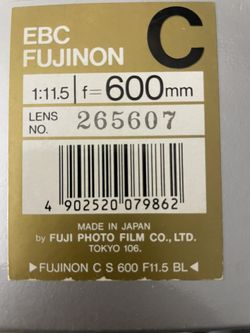 EBC
FUJINON C
1:11.5 f=600mm
LENS
NO. 265607
4 902520 079862
MADE IN JAPAN
by FUJI PHOTO FILM CO., LTD.
TOKYO 106.
▶FUJINON C S 600 F11.5 BL◀